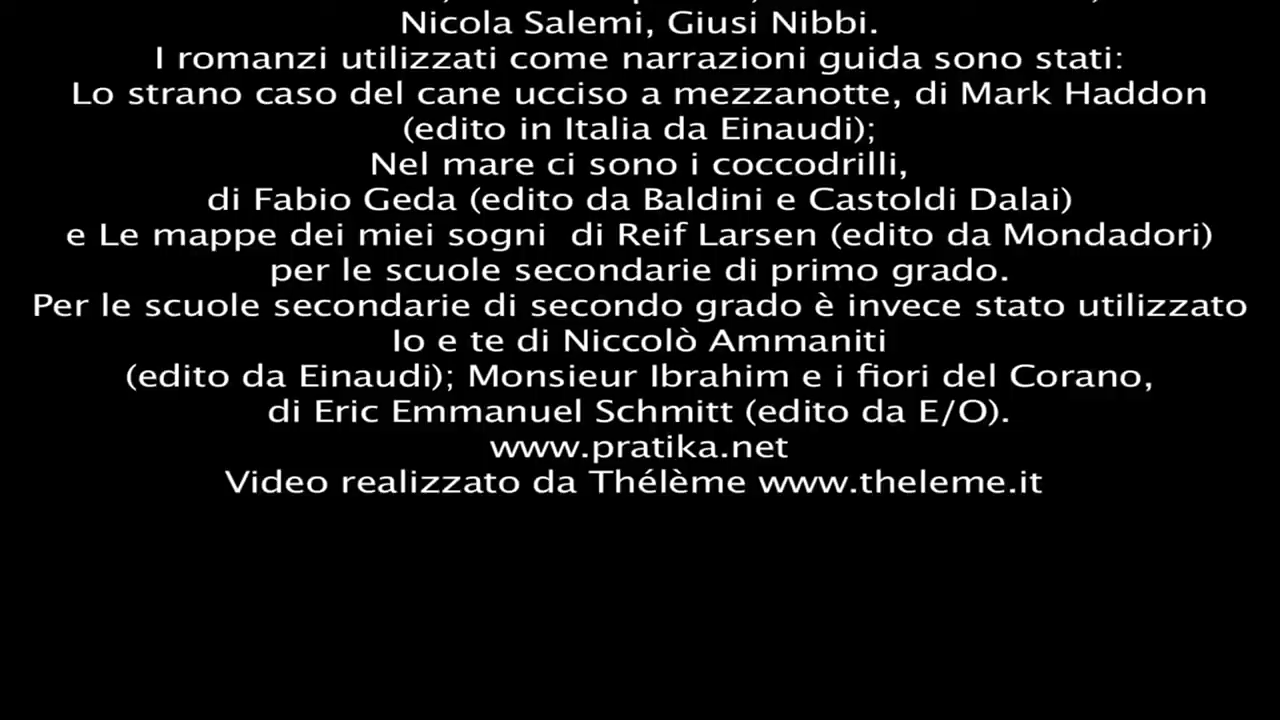 Nicola Salemi, Giusi Nibbi.
I romanzi utilizzati come narrazioni guida sono stati:
Lo strano caso del cane ucciso a mezzanotte, di Mark Haddon
(edito in Italia da Einaudi);
Nel mare ci sono i coccodrilli,
di Fabio Geda (edito da Baldini e Castoldi Dalai)
e Le mappe dei miei sogni  di Reif Larsen (edito da Mondadori)
per le scuole secondarie di primo grado.
Per le scuole secondarie di secondo grado è invece stato utilizzato
Io e te di Niccolò Ammaniti
(edito da Einaudi); Monsieur Ibrahim e i fiori del Corano,
di Eric Emmanuel Schmitt (edito da E/O).
www.pratika.net
Video realizzato da Thélème www.theleme.it